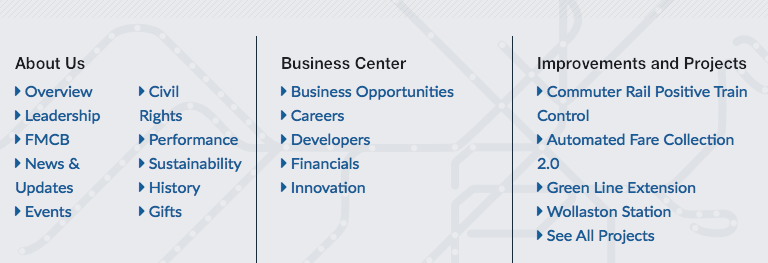 About Us
Overview
Leadership
FMCB
News &
Updates
Events
Civil
Rights
Performance
Sustainability
History
Gifts
Business Center
Business Opportunities
Careers
Developers
Financials
Innovation
Improvements and Projects
Commuter Rail Positive Train
Control
Automated Fare Collection
2.0
Green Line Extension
Wollaston Station
See All Projects